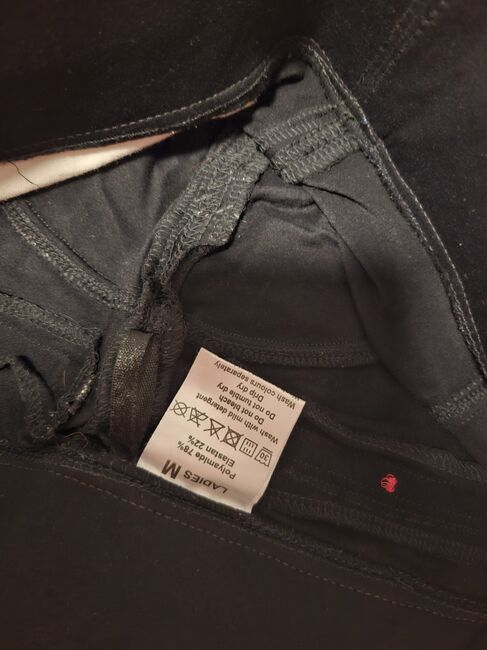 LADIES M
Polyamide 78%
Elastan 22%
30
Wash with mild detergent
Do not bleach
Do not tumble dry
Drip dry
Wash colours separately